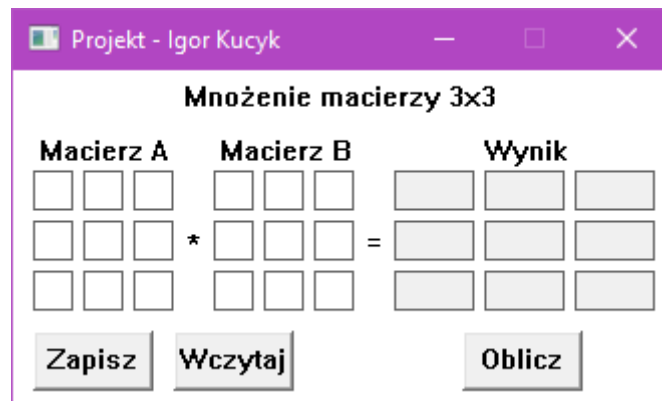 Projekt - Igor Kucyk
Mnożenie macierzy 3x3
Macierz A Macierz B Wynik
* =
Zapisz Wczytaj Oblicz